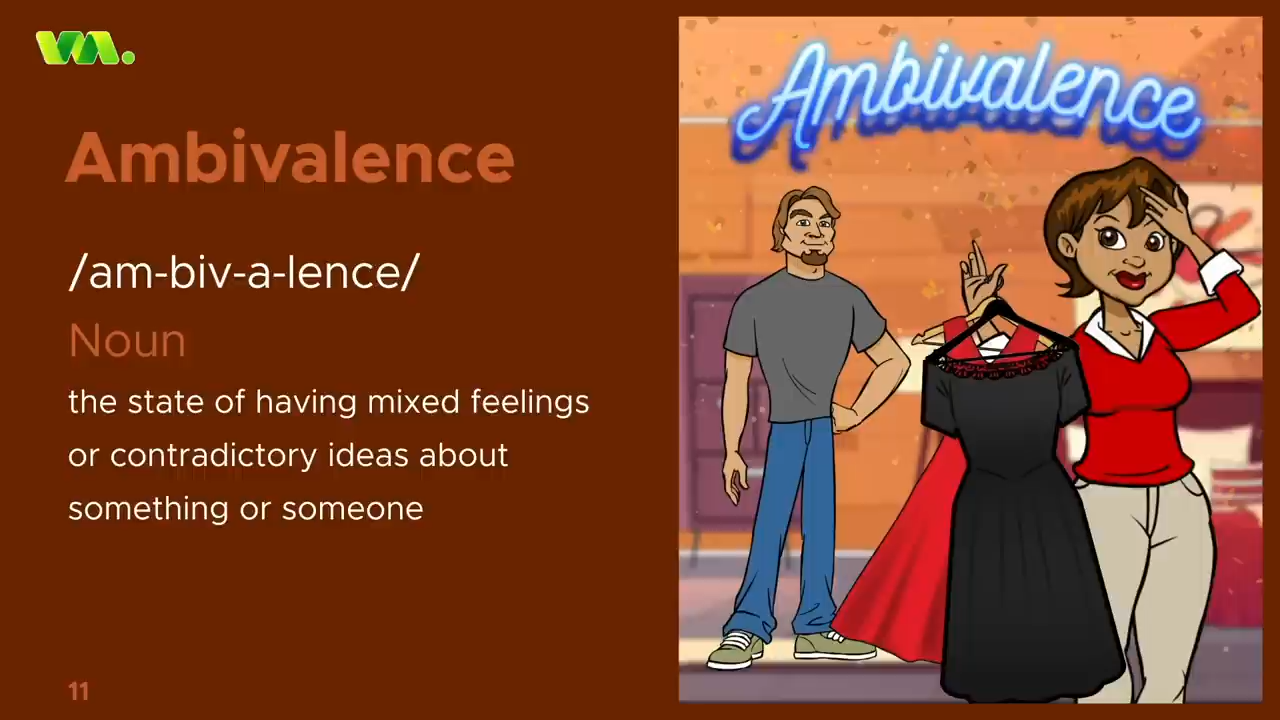 VA.
Ambivalence
/am-biv-a-lence/
Noun
the state of having mixed feelings
or contradictory ideas about
something or someone
11
Ambivalence